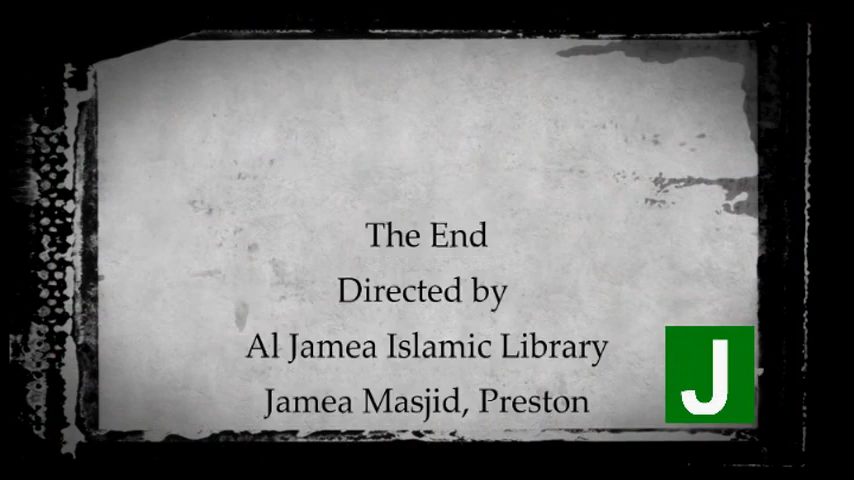 The End
Directed by
Al Jamea Islamic Library
Jamea Masjid, Preston
J